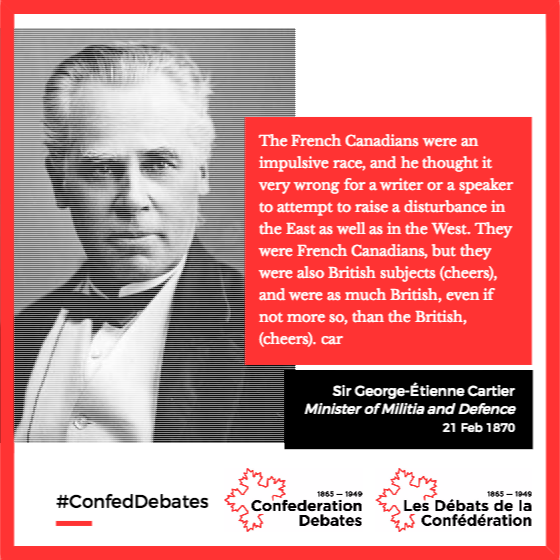 The French Canadians were an
impulsive race, and he thought it
very wrong for a writer or a speaker
to attempt to raise a disturbance in
the East as well as in the West. They
were French Canadians, but they
were also British subjects (cheers),
and were as much British, even if
not more so, than the British,
(cheers). car
Sir George-Étienne Cartier
Minister of Militia and Defence
21 Feb 1870
#ConfedDebates
1865 — 1949
Confederation
Debates
1865 — 1949
Les Débats de la
Confédération